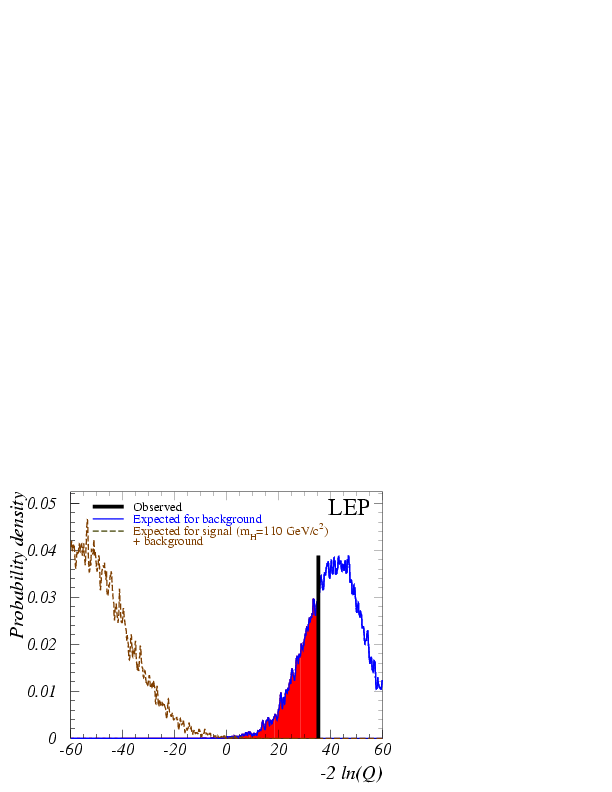 LEP
Observed
Expected for background
Expected for signal (m_H=110 GeV/c²)
+ background
Probability density
0.05
0.04
0.03
0.02
0.01
0
-60 -40 -20 0 20 40 60
-2 ln(Q)